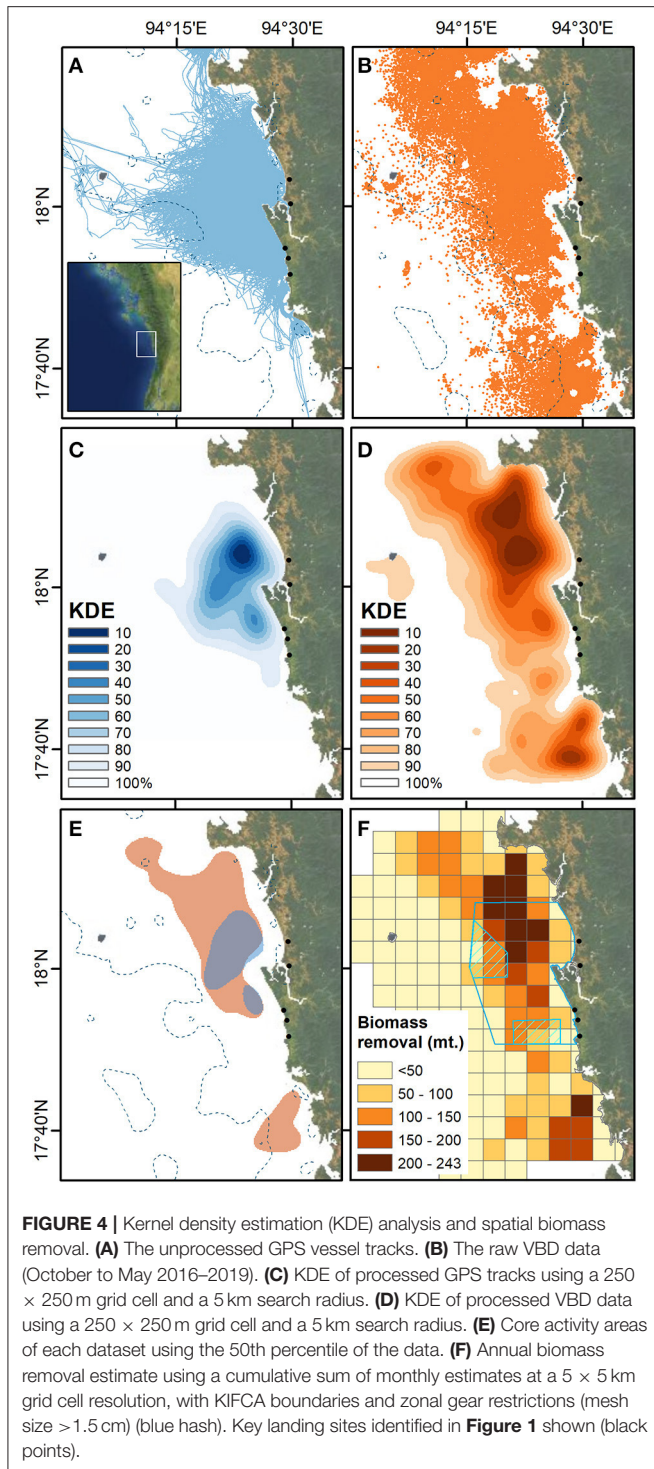 94°15'E 94°30'E 94°15'E 94°30'E
A
B
18°N
17°40'N
C
D
18°N
17°40'N
KDE
10
20
30
40
50
60
70
80
90
100%
KDE
10
20
30
40
50
60
70
80
90
100%
E
F
18°N
17°40'N
Biomass
removal (mt.)
<50
50 - 100
100 - 150
150 - 200
200 - 243
FIGURE 4 | Kernel density estimation (KDE) analysis and spatial biomass
removal. (A) The unprocessed GPS vessel tracks. (B) The raw VBD data
(October to May 2016–2019). (C) KDE of processed GPS tracks using a 250
× 250 m grid cell and a 5 km search radius. (D) KDE of processed VBD data
using a 250 × 250 m grid cell and a 5 km search radius. (E) Core activity areas
of each dataset using the 50th percentile of the data. (F) Annual biomass
removal estimate using a cumulative sum of monthly estimates at a 5 × 5 km
grid cell resolution, with KIFCA boundaries and zonal gear restrictions (mesh
size >1.5 cm) (blue hash). Key landing sites identified in Figure 1 shown (black
points).